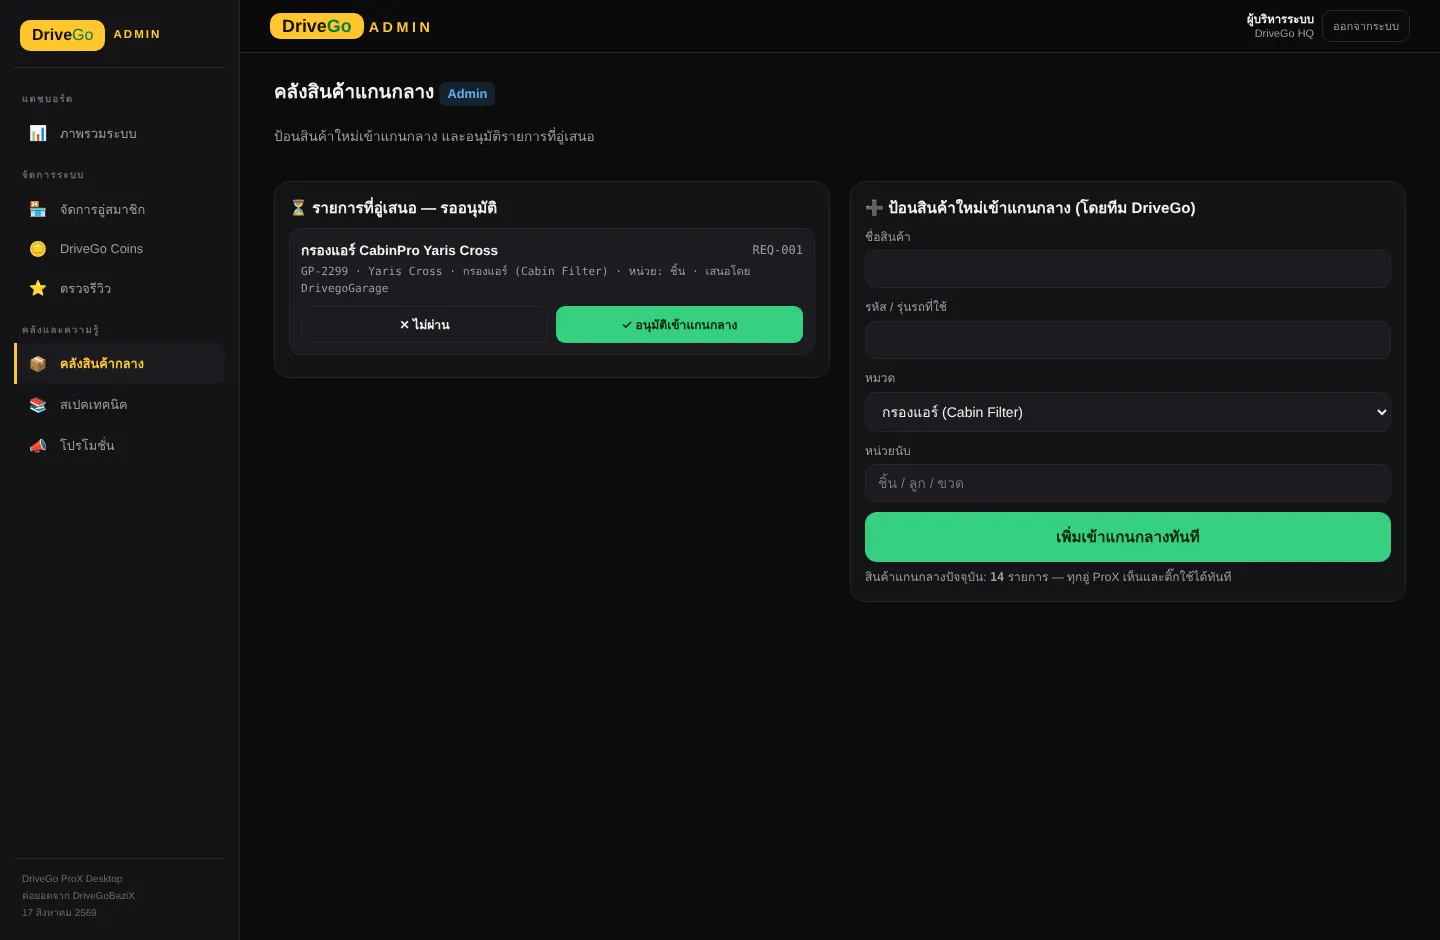 DriveGo ADMIN
แดชบอร์ด
ภาพรวมระบบ
จัดการระบบ
จัดการอู่สมาชิก
DriveGo Coins
ตรวจรีวิว
คลังและความรู้
คลังสินค้ากลาง
สเปคเทคนิค
โปรโมชั่น
DriveGo ProX Desktop
ต่อยอดจาก DriveGoBaziX
17 สิงหาคม 2569
DriveGo ADMIN
ผู้บริหารระบบ
DriveGo HQ
ออกจากระบบ
คลังสินค้าแกนกลาง Admin
ป้อนสินค้าใหม่เข้าแกนกลาง และอนุมัติรายการที่อู่เสนอ
รายการที่อู่เสนอ — รออนุมัติ
กรองแอร์ CabinPro Yaris Cross REQ-001
GP-2299 · Yaris Cross · กรองแอร์ (Cabin Filter) · หน่วย: ชิ้น · เสนอโดย
DrivegoGarage
✕ ไม่ผ่าน
✓ อนุมัติเข้าแกนกลาง
ป้อนสินค้าใหม่เข้าแกนกลาง (โดยทีม DriveGo)
ชื่อสินค้า
รหัส / รุ่นรถที่ใช้
หมวด
กรองแอร์ (Cabin Filter)
หน่วยนับ
ชิ้น / ลูก / ขวด
เพิ่มเข้าแกนกลางทันที
สินค้าแกนกลางปัจจุบัน: 14 รายการ — ทุกอู่ ProX เห็นและติ๊กใช้ได้ทันที